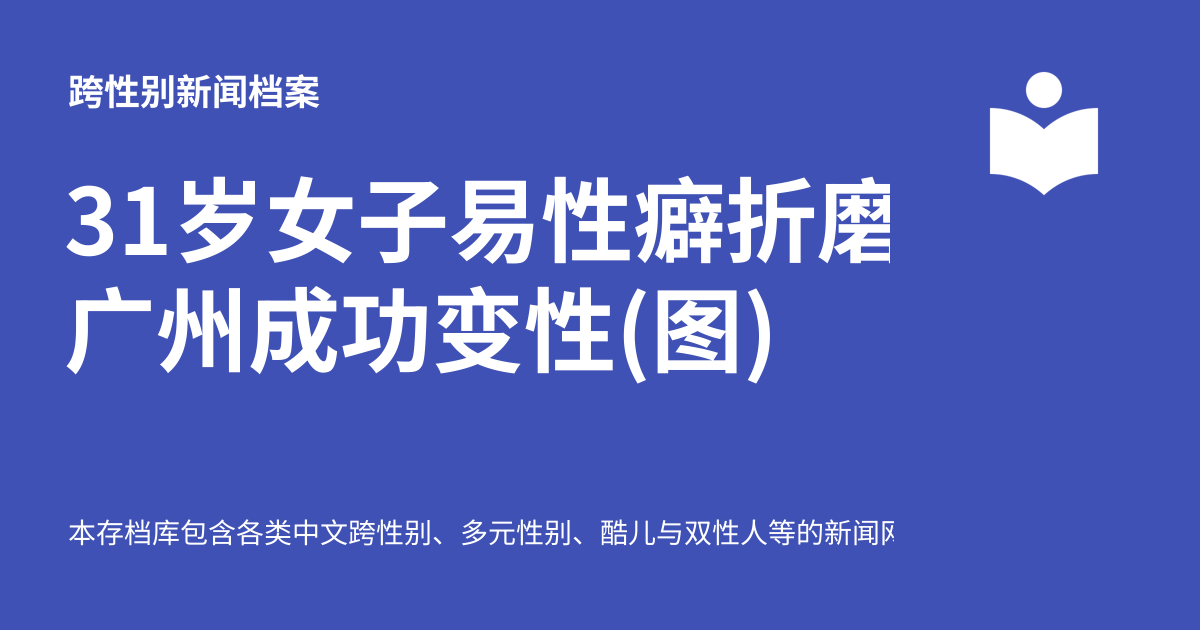 跨性别新闻档案
31岁女子易性癖折磨
广州成功变性(图)
本存档库包含各类中文跨性别、多元性别、酷儿与双性人等的新闻网